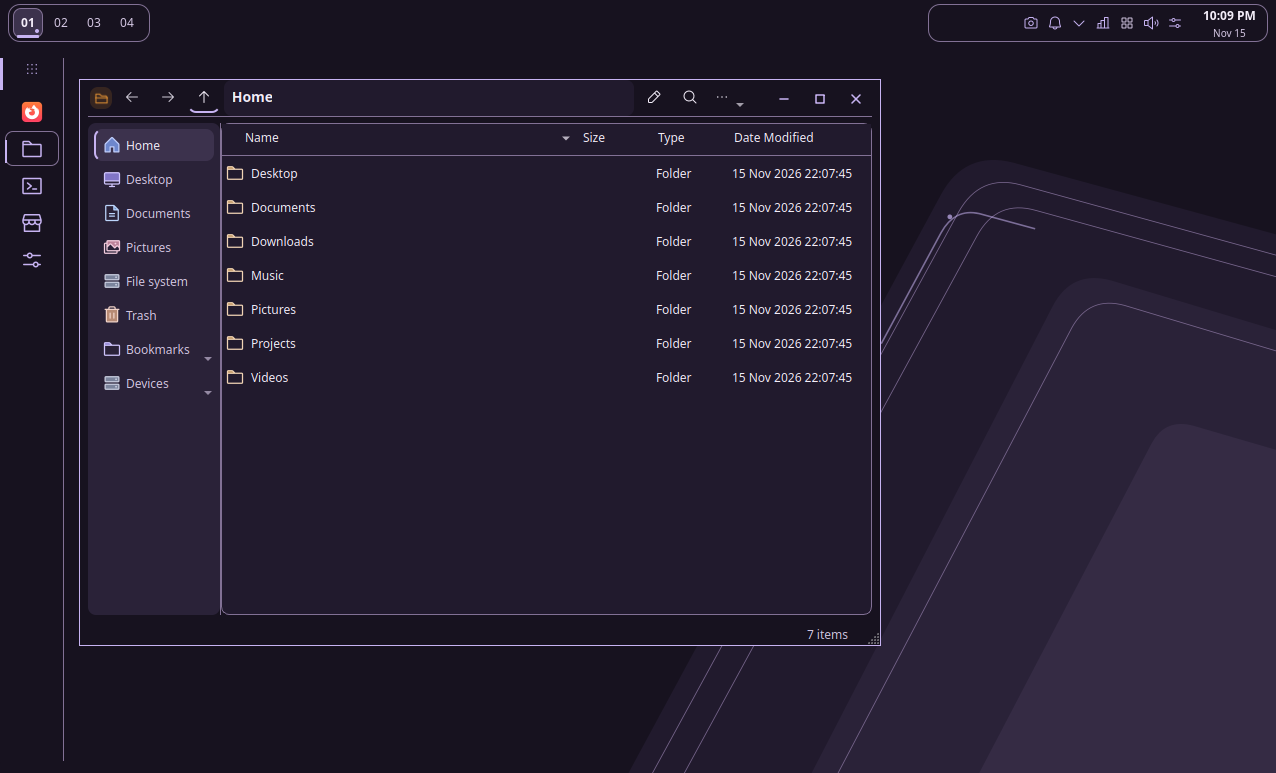 01 02 03 04
10:09 PM
Nov 15
Home
Name Size Type Date Modified
Home
Desktop
Documents
Pictures
File system
Trash
Bookmarks
Devices
Desktop Folder 15 Nov 2026 22:07:45
Documents Folder 15 Nov 2026 22:07:45
Downloads Folder 15 Nov 2026 22:07:45
Music Folder 15 Nov 2026 22:07:45
Pictures Folder 15 Nov 2026 22:07:45
Projects Folder 15 Nov 2026 22:07:45
Videos Folder 15 Nov 2026 22:07:45
7 items